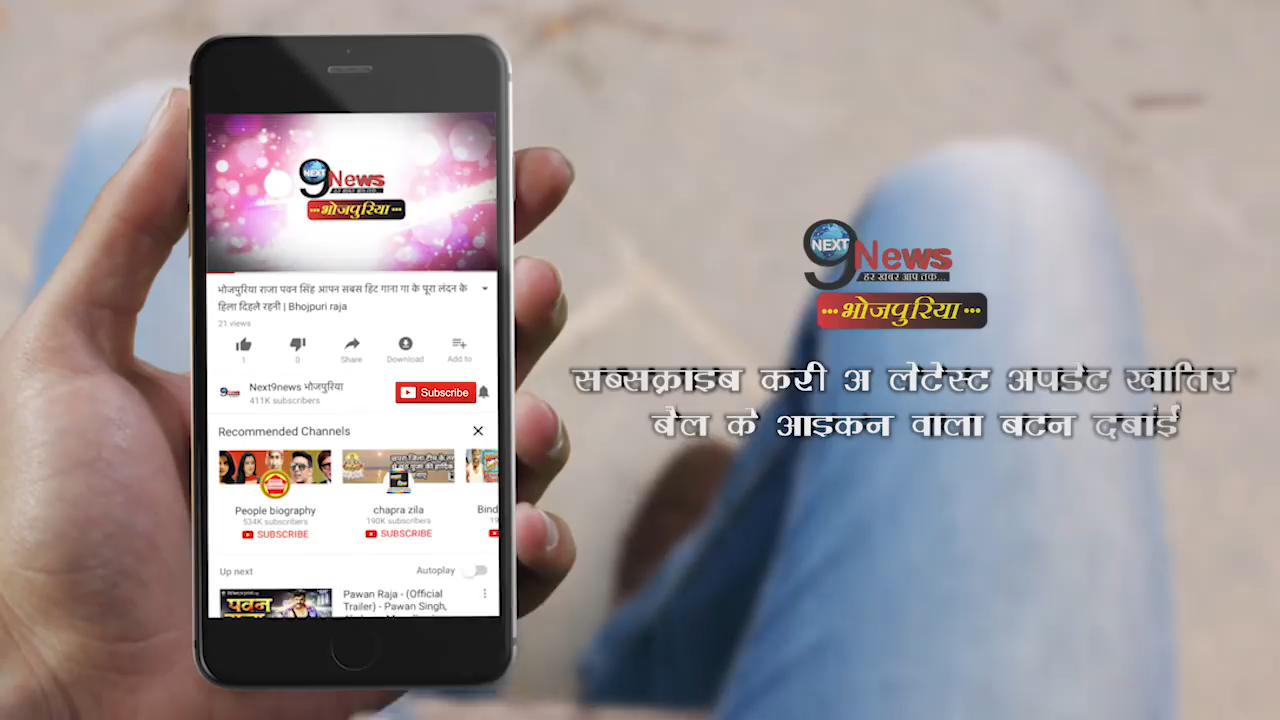 NEXT
9 News
हर खबर आप तक...
...भोजपुरिया...
भोजपुरिया राजा पवन सिंह आपन सबस हिट गाना गा के पूरा लंदन के
हिला दिहले रहनी | Bhojpuri raja
21 views
1
0
Share
Download
Add to
Next9news भोजपुरिया
411K subscribers
Subscribe
Recommended Channels
People biography
534K subscribers
SUBSCRIBE
chapra zila
190K subscribers
SUBSCRIBE
Bind
Up next
Autoplay
पवन
Pawan Raja - (Official
Trailer) - Pawan Singh,
NEXT
9 News
हर खबर आप तक...
...भोजपुरिया...
सब्सक्राइब करी अ लेटेस्ट अपडेट खातिर
बेल के आइकन वाला बटन दबाई